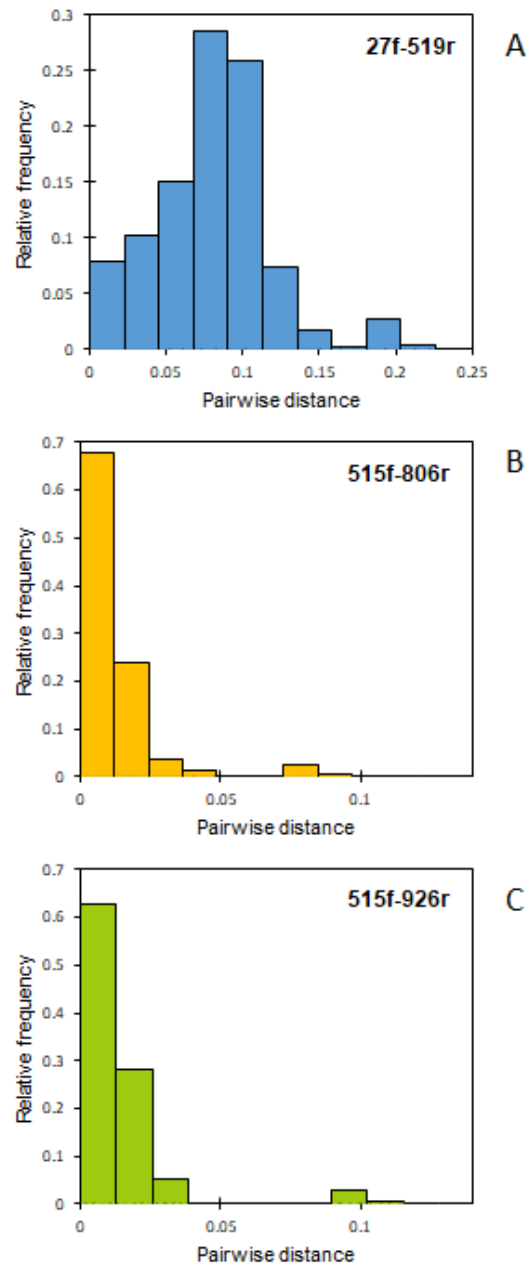 27f-519r
A
Relative frequency
0.3
0.25
0.2
0.15
0.1
0.05
0
0 0.05 0.1 0.15 0.2 0.25
Pairwise distance
515f-806r
B
Relative frequency
0.7
0.6
0.5
0.4
0.3
0.2
0.1
0
0 0.05 0.1
Pairwise distance
515f-926r
C
Relative frequency
0.7
0.6
0.5
0.4
0.3
0.2
0.1
0
0 0.05 0.1
Pairwise distance